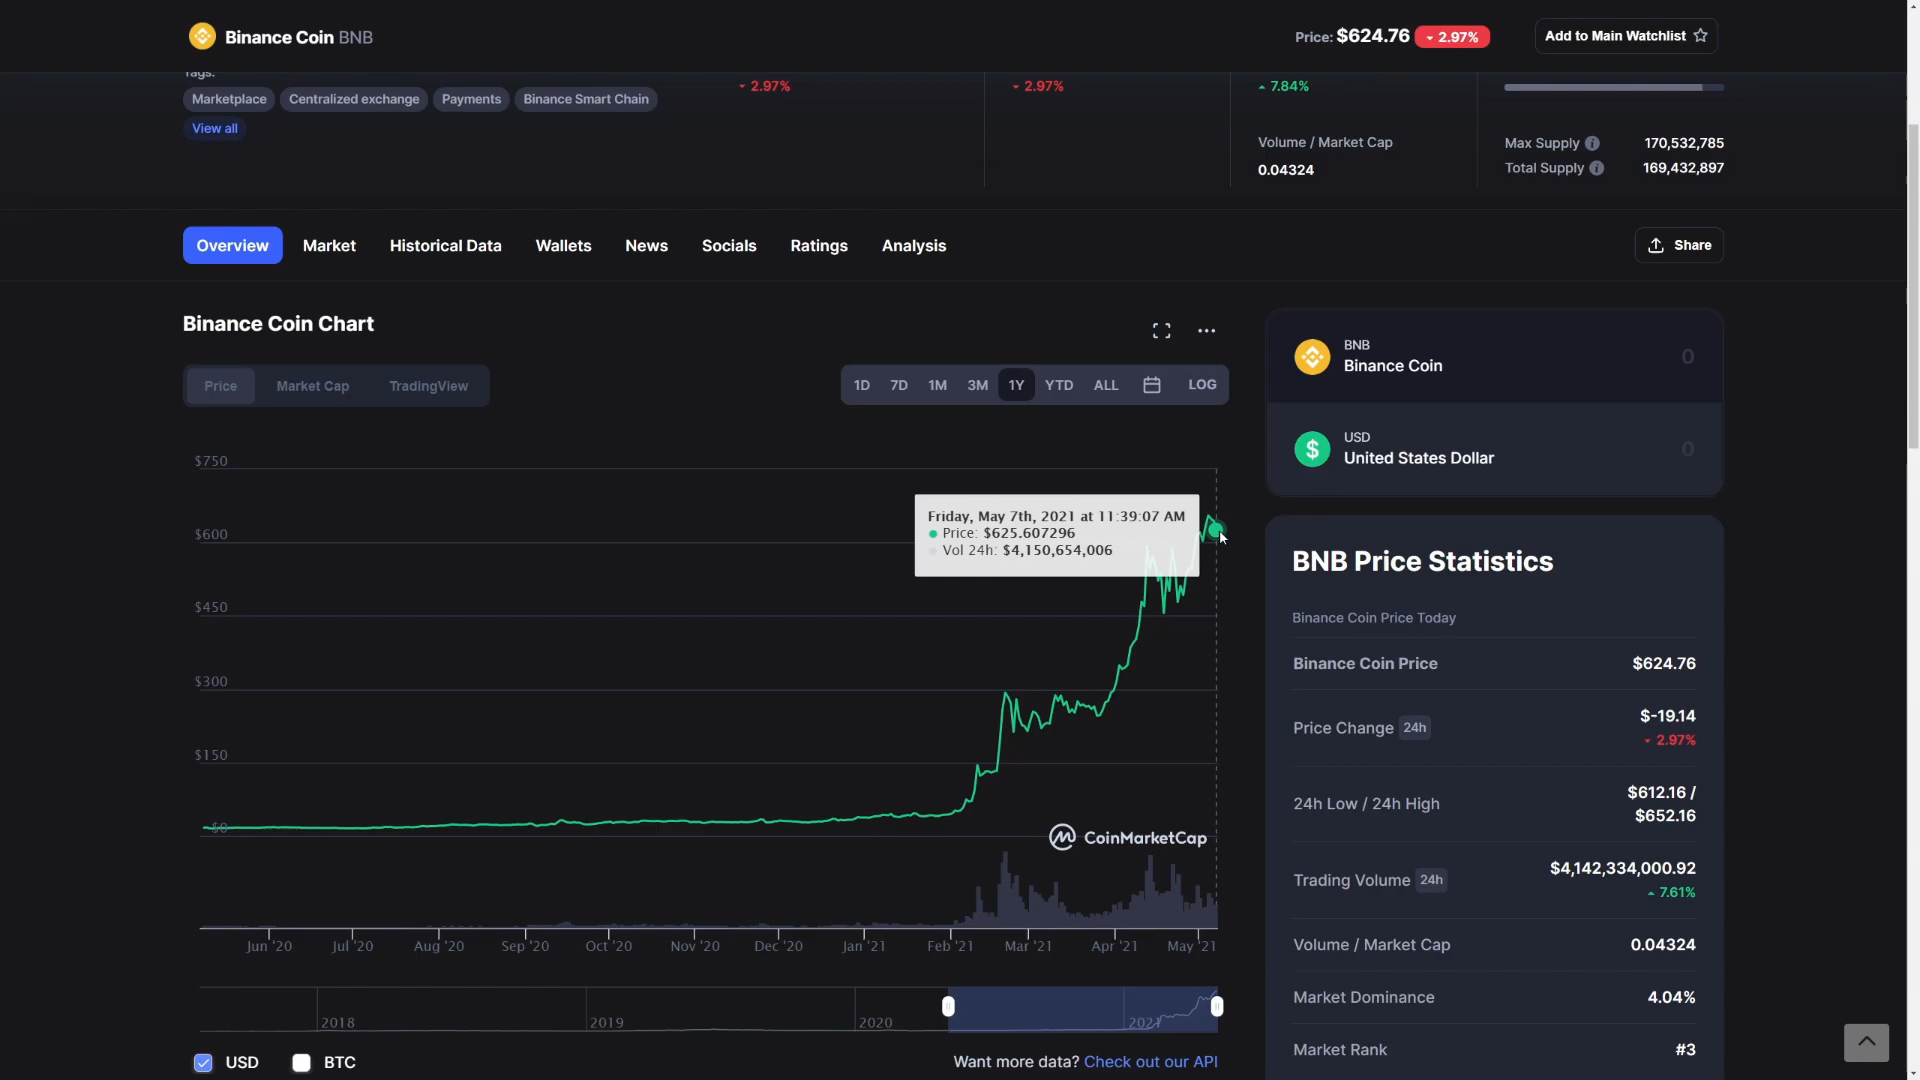 Binance Coin BNB
Price: $624.76 2.97%
Add to Main Watchlist
Tags:
Marketplace Centralized exchange Payments Binance Smart Chain
View all
2.97%
2.97%
7.84%
Volume / Market Cap
0.04324
Max Supply 170,532,785
Total Supply 169,432,897
Overview Market Historical Data Wallets News Socials Ratings Analysis
Share
Binance Coin Chart
Price Market Cap TradingView
1D 7D 1M 3M 1Y YTD ALL LOG
$750
$600
$450
$300
$150
$0
Friday, May 7th, 2021 at 11:39:07 AM
Price: $625.607296
Vol 24h: $4,150,654,006
CoinMarketCap
Jun '20 Jul '20 Aug '20 Sep '20 Oct '20 Nov '20 Dec '20 Jan '21 Feb '21 Mar '21 Apr '21 May '21
2018 2019 2020 2021
USD BTC
Want more data? Check out our API
BNB
Binance Coin
0
USD
United States Dollar
0
$
BNB Price Statistics
Binance Coin Price Today
Binance Coin Price $624.76
Price Change 24h $-19.14
2.97%
24h Low / 24h High $612.16 /
$652.16
Trading Volume 24h $4,142,334,000.92
7.61%
Volume / Market Cap 0.04324
Market Dominance 4.04%
Market Rank #3